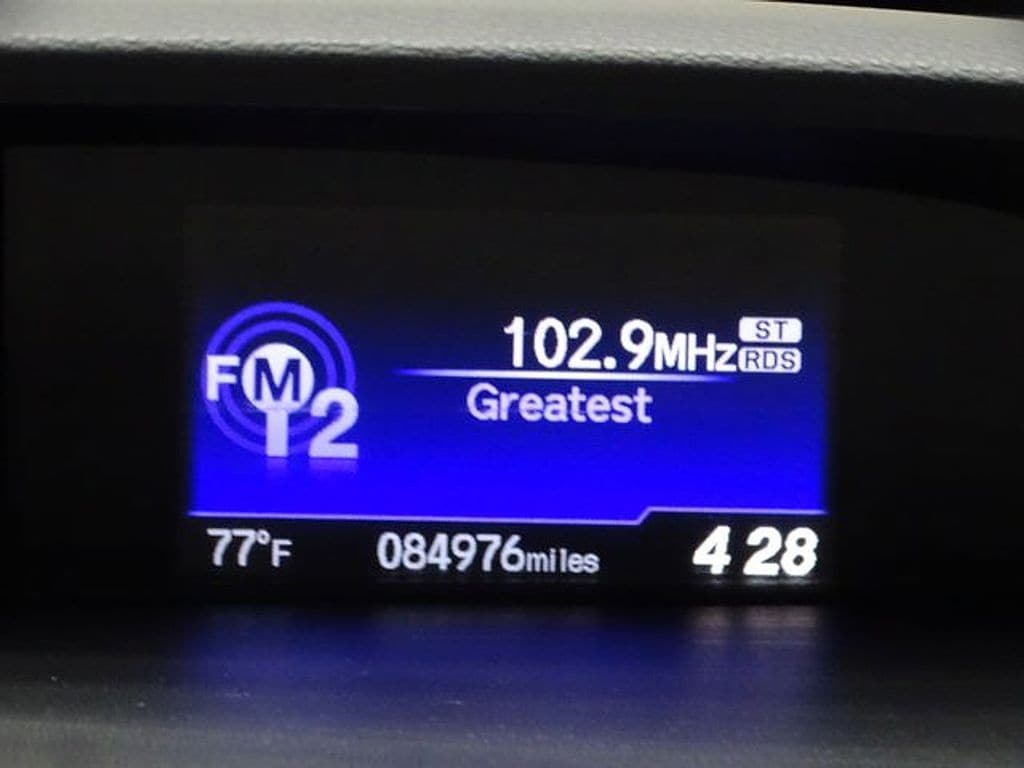 102.9MHz ST
RDS
FM
2
Greatest
77°F 084976miles 4 28